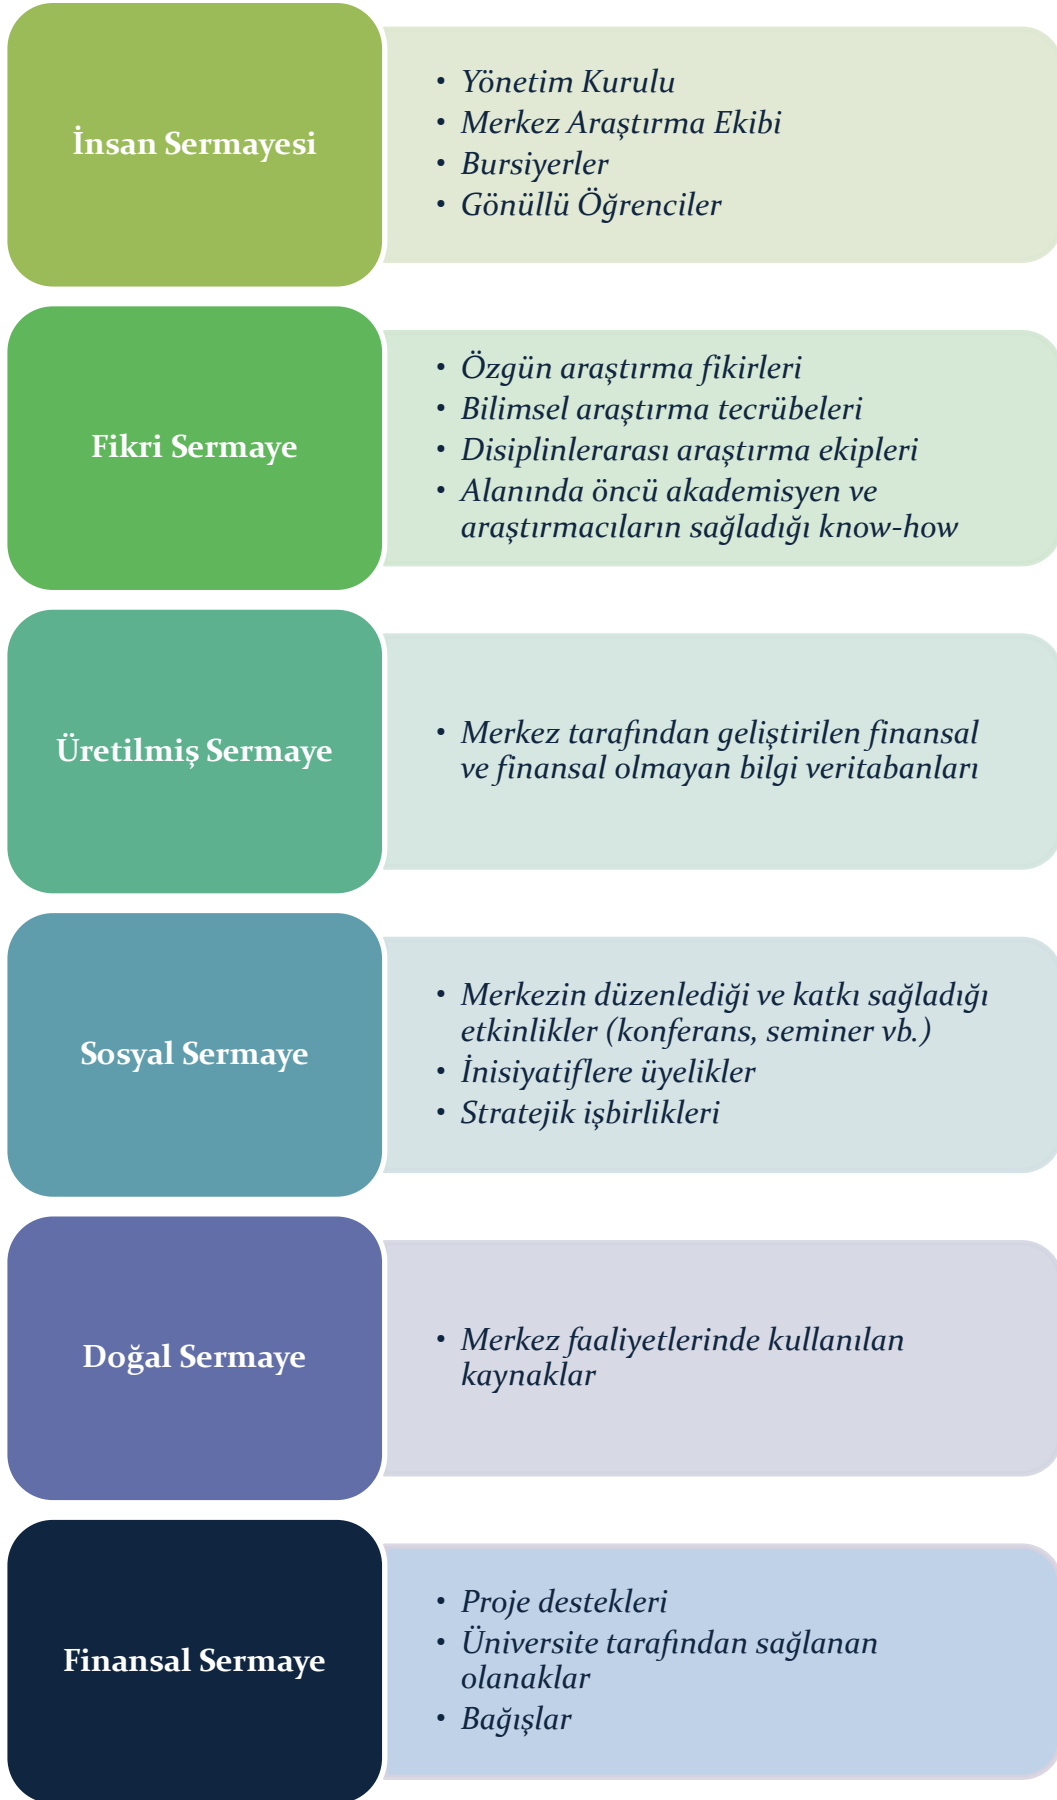 İnsan Sermayesi
• Yönetim Kurulu
• Merkez Araştırma Ekibi
• Bursiyerler
• Gönüllü Öğrenciler
Fikri Sermaye
• Özgün araştırma fikirleri
• Bilimsel araştırma tecrübeleri
• Disiplinlerarası araştırma ekipleri
• Alanında öncü akademisyen ve
araştırmacıların sağladığı know-how
Üretilmiş Sermaye
• Merkez tarafından geliştirilen finansal
ve finansal olmayan bilgi veritabanları
Sosyal Sermaye
• Merkezin düzenlediği ve katkı sağladığı
etkinlikler (konferans, seminer vb.)
• İnisiyatiflere üyelikler
• Stratejik işbirlikleri
Doğal Sermaye
• Merkez faaliyetlerinde kullanılan
kaynaklar
Finansal Sermaye
• Proje destekleri
• Üniversite tarafından sağlanan
olanaklar
• Bağışlar